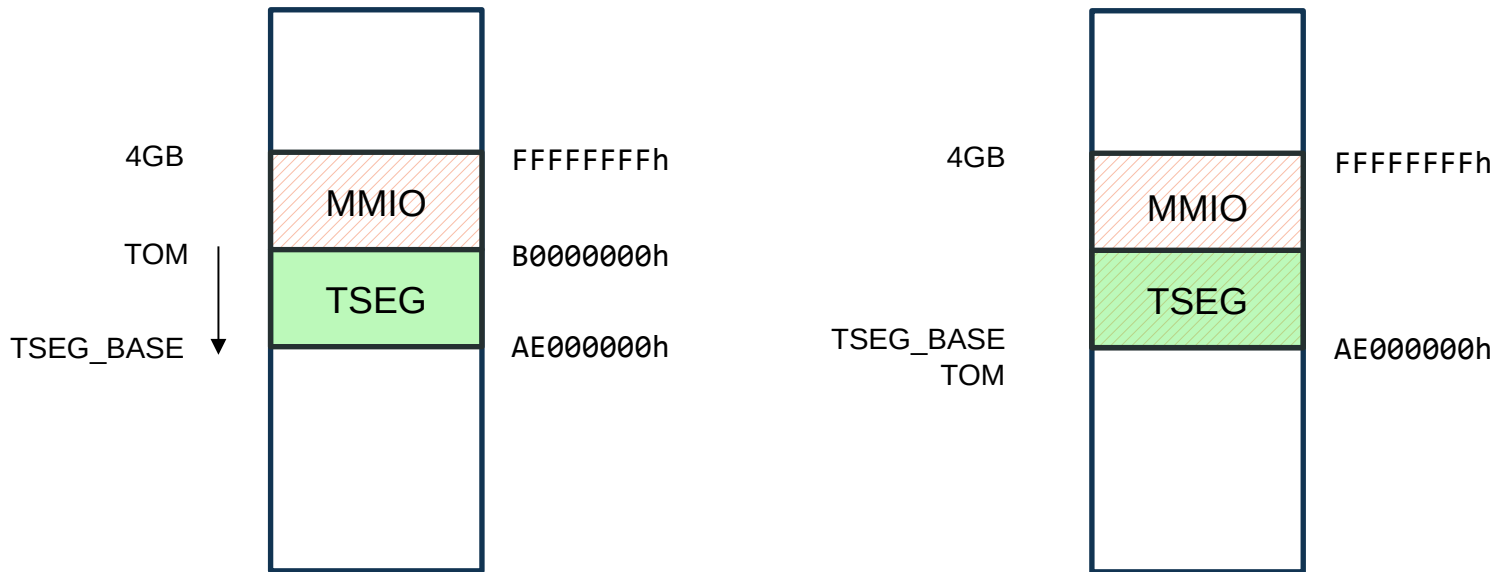 4GB
MMIO
FFFFFFFFh
TOM
B0000000h
TSEG
TSEG_BASE
AE000000h
4GB
MMIO
FFFFFFFFh
TSEG
TSEG_BASE
TOM
AE000000h